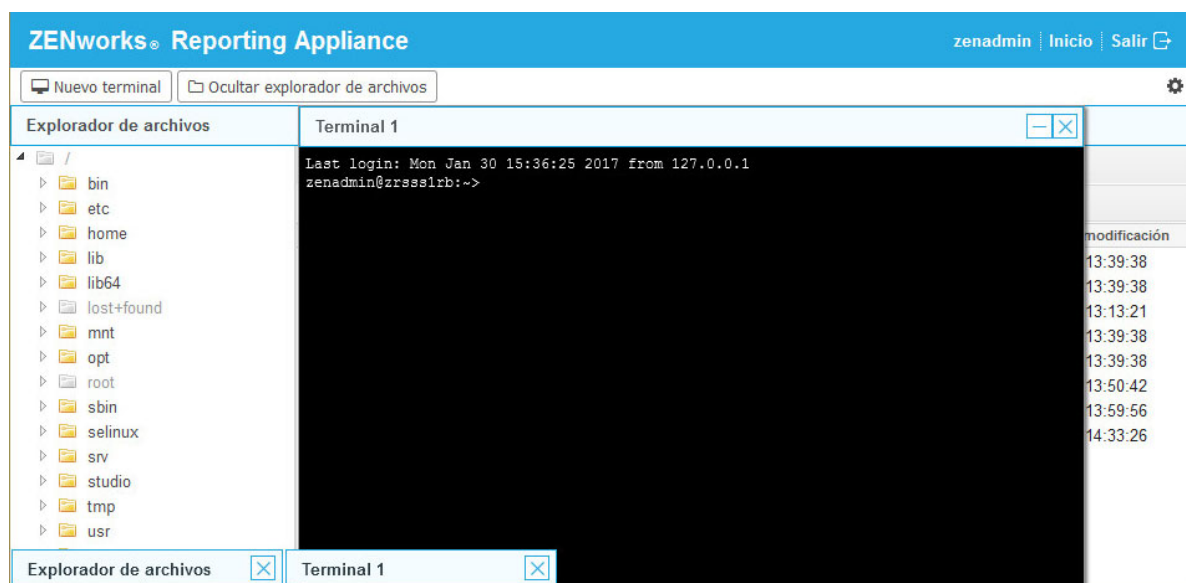 ZENworks® Reporting Appliance
zenadmin Inicio Salir
Nuevo terminal Ocultar explorador de archivos
Explorador de archivos
Terminal 1
/
bin
etc
home
lib
lib64
lost+found
mnt
opt
root
sbin
selinux
srv
studio
tmp
usr
Last login: Mon Jan 30 15:36:25 2017 from 127.0.0.1
zenadmin@zrsss1rb:~>
modificación
13:39:38
13:39:38
13:13:21
13:39:38
13:39:38
13:50:42
13:59:56
14:33:26
Explorador de archivos
Terminal 1